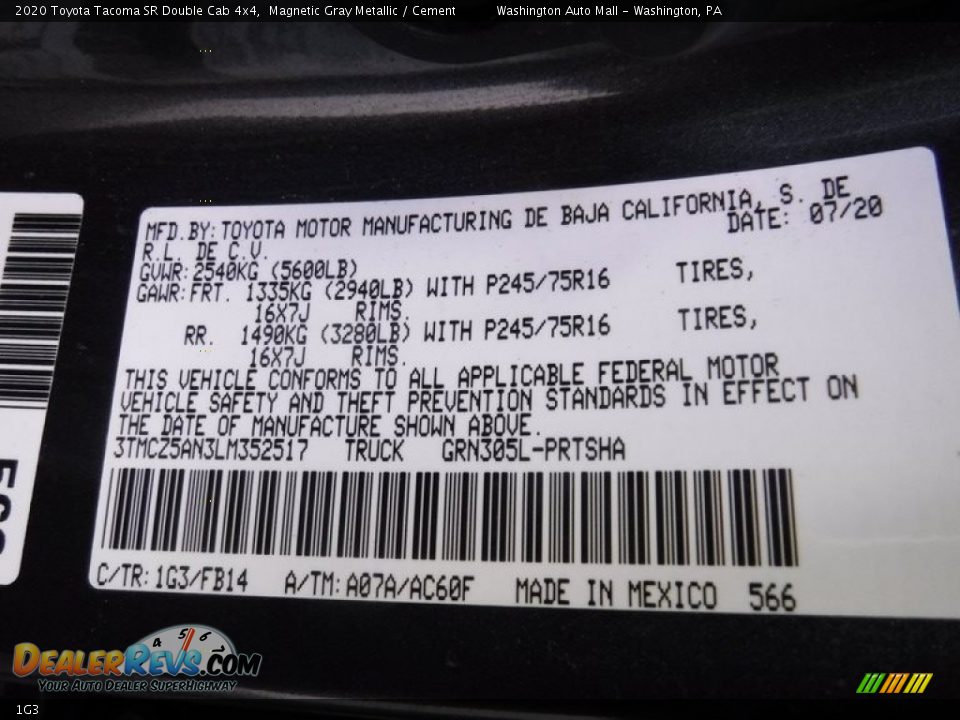 2020 Toyota Tacoma SR Double Cab 4x4,  Magnetic Gray Metallic / Cement          Washington Auto Mall - Washington, PA
MFD.BY: TOYOTA MOTOR MANUFACTURING DE BAJA CALIFORNIA, S. DE
R.L. DE C.V. DATE: 07/20
GVWR: 2540KG (5600LB)
GAWR: FRT. 1335KG (2940LB) WITH P245/75R16 TIRES,
16X7J RIMS.
RR. 1490KG (3280LB) WITH P245/75R16 TIRES,
16X7J RIMS.
THIS VEHICLE CONFORMS TO ALL APPLICABLE FEDERAL MOTOR
VEHICLE SAFETY AND THEFT PREVENTION STANDARDS IN EFFECT ON
THE DATE OF MANUFACTURE SHOWN ABOVE.
3TMCZ5AN3LM352517 TRUCK GRN305L-PRTSHA
C/TR: 1G3/FB14 A/TM: A07A/AC60F MADE IN MEXICO 566
4 5 6
DEALERREVS.COM
YOUR AUTO DEALER SUPERHIGHWAY
1G3